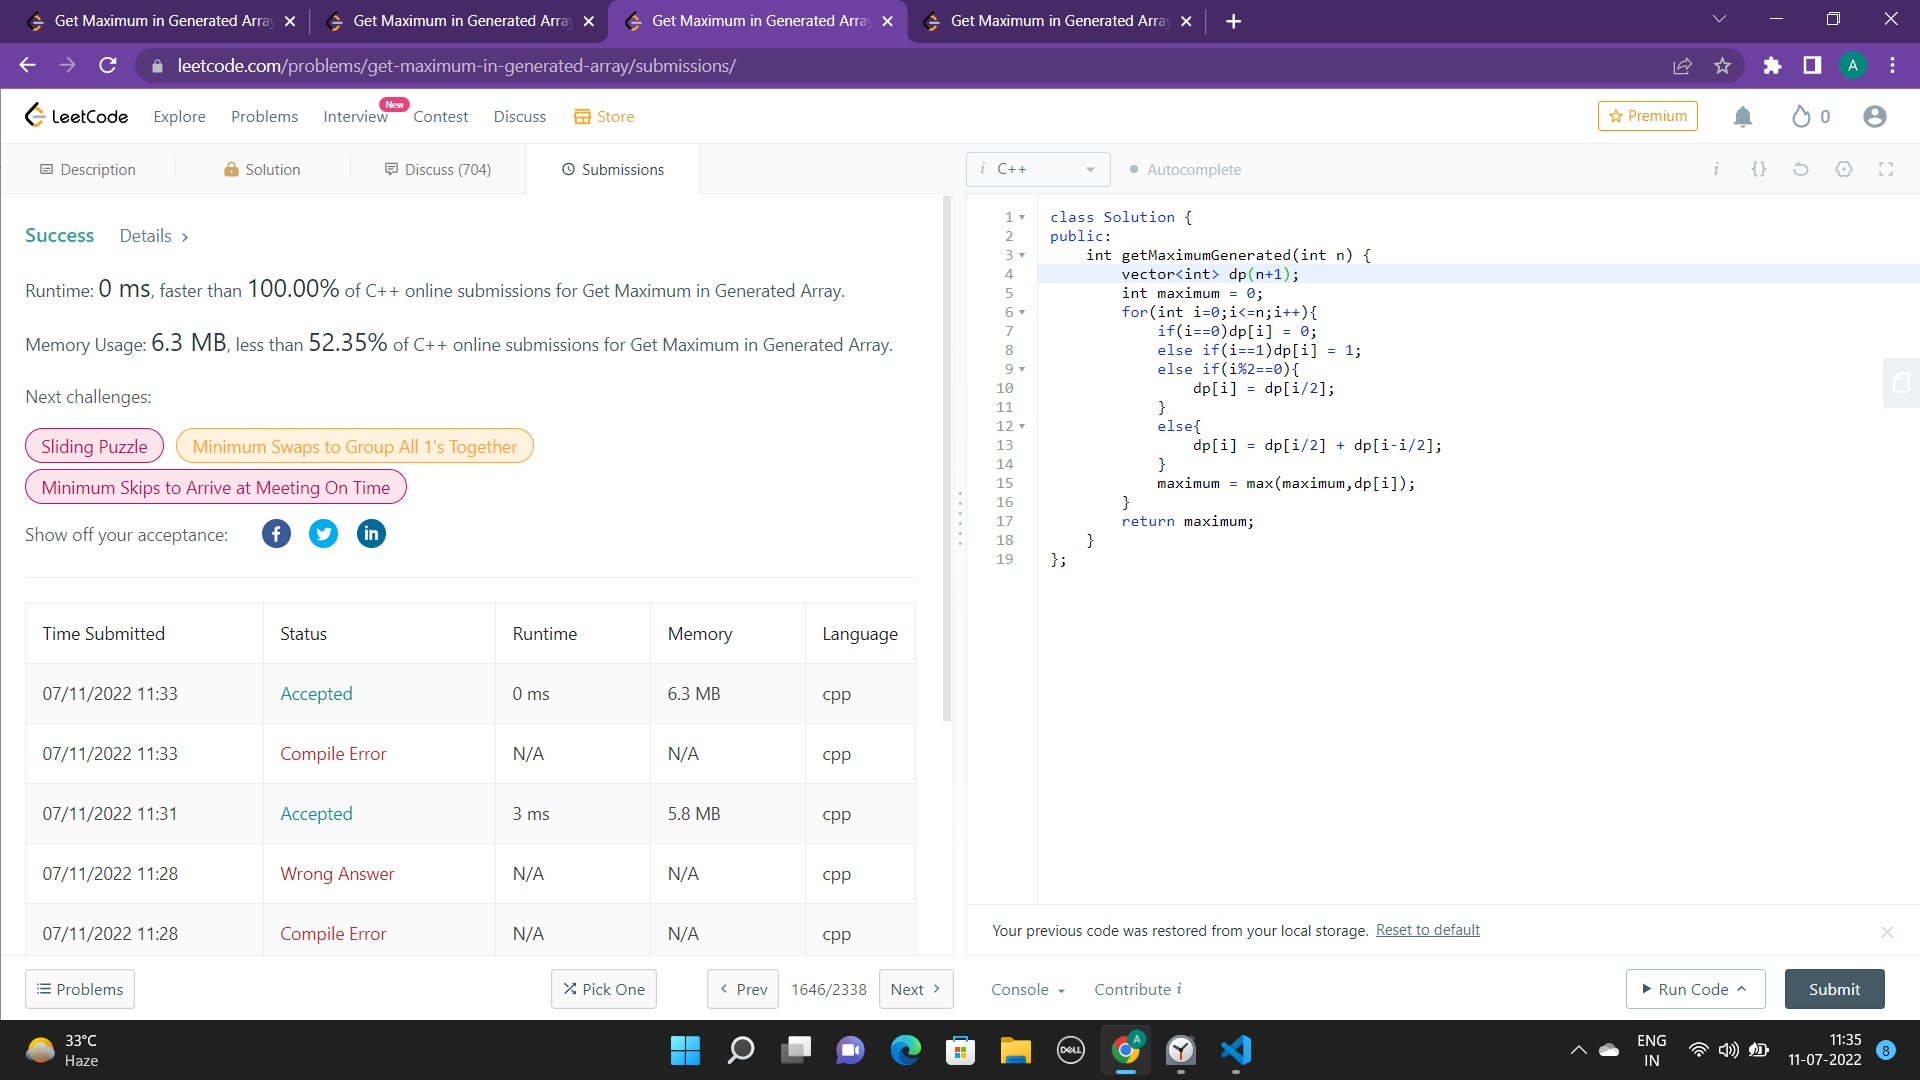 Get Maximum in Generated Arra
Get Maximum in Generated Arra
Get Maximum in Generated Arra
Get Maximum in Generated Arra
leetcode.com/problems/get-maximum-in-generated-array/submissions/
A
LeetCode
Explore
Problems
Interview
New
Contest
Discuss
Store
Premium
0
Description
Solution
Discuss (704)
Submissions
i C++
Autocomplete
i {}
Success Details >
Runtime: 0 ms, faster than 100.00% of C++ online submissions for Get Maximum in Generated Array.
Memory Usage: 6.3 MB, less than 52.35% of C++ online submissions for Get Maximum in Generated Array.
Next challenges:
Sliding Puzzle
Minimum Swaps to Group All 1's Together
Minimum Skips to Arrive at Meeting On Time
Show off your acceptance:
Time Submitted Status Runtime Memory Language
07/11/2022 11:33 Accepted 0 ms 6.3 MB cpp
07/11/2022 11:33 Compile Error N/A N/A cpp
07/11/2022 11:31 Accepted 3 ms 5.8 MB cpp
07/11/2022 11:28 Wrong Answer N/A N/A cpp
07/11/2022 11:28 Compile Error N/A N/A cpp
1 class Solution {
2 public:
3 int getMaximumGenerated(int n) {
4 vector<int> dp(n+1);
5 int maximum = 0;
6 for(int i=0;i<=n;i++){
7 if(i==0)dp[i] = 0;
8 else if(i==1)dp[i] = 1;
9 else if(i%2==0){
10 dp[i] = dp[i/2];
11 }
12 else{
13 dp[i] = dp[i/2] + dp[i-i/2];
14 }
15 maximum = max(maximum,dp[i]);
16 }
17 return maximum;
18 }
19 };
Your previous code was restored from your local storage. Reset to default
Problems
Pick One
< Prev
1646/2338
Next >
Console
Contribute i
Run Code
Submit
33°C
Haze
DELL
A
ENG
IN
11:35
11-07-2022
8